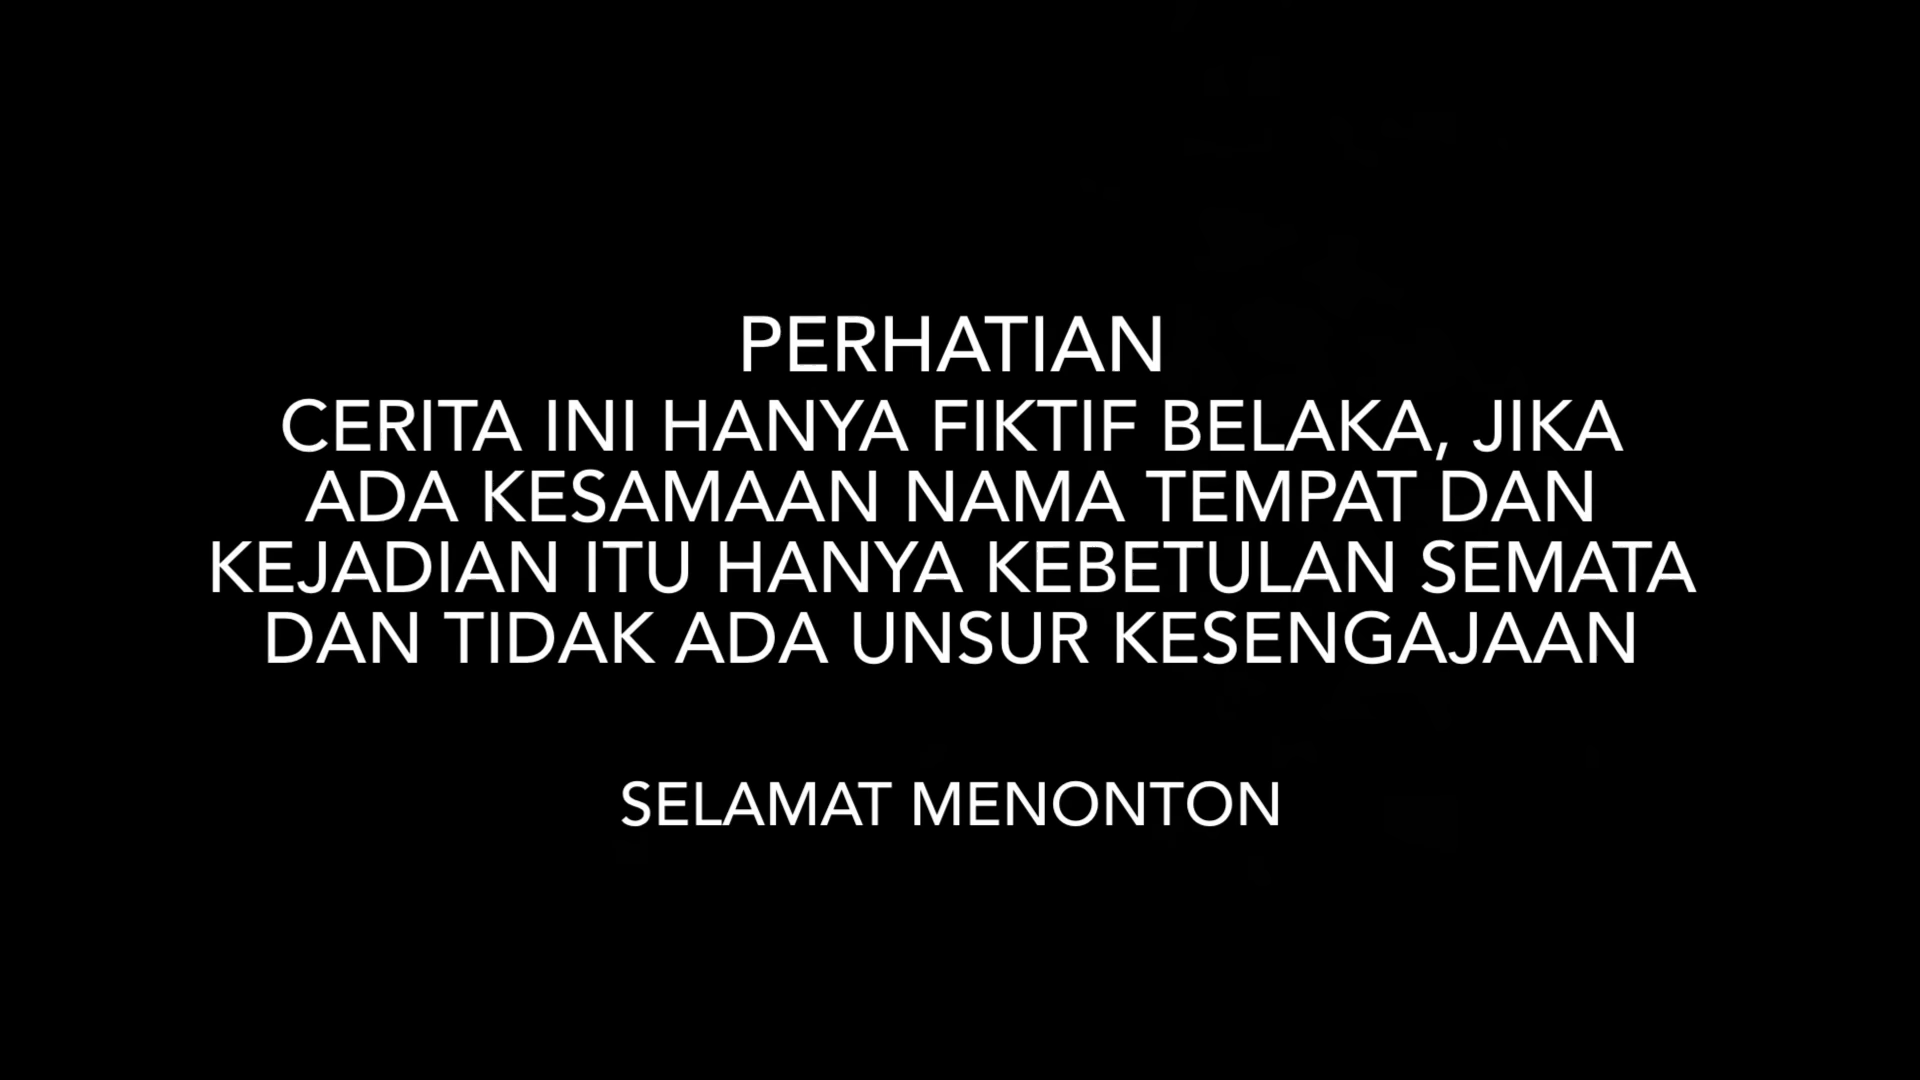 PERHATIAN
CERITA INI HANYA FIKTIF BELAKA, JIKA
ADA KESAMAAN NAMA TEMPAT DAN
KEJADIAN ITU HANYA KEBETULAN SEMATA
DAN TIDAK ADA UNSUR KESENGAJAAN
SELAMAT MENONTON